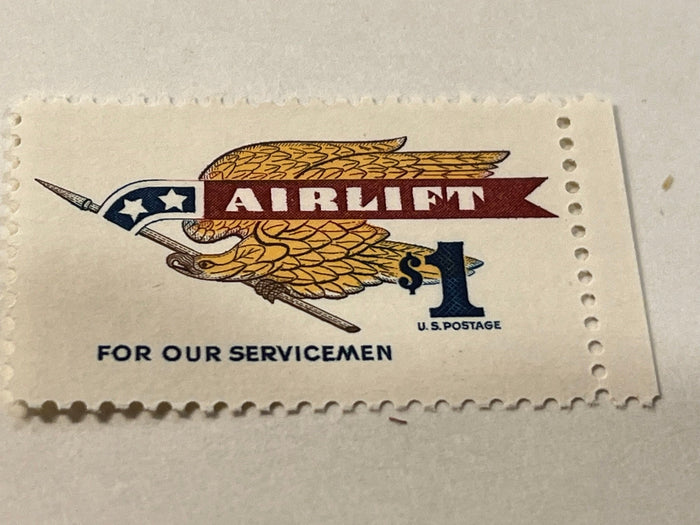 AIRLIFT
$1
U.S. POSTAGE
FOR OUR SERVICEMEN